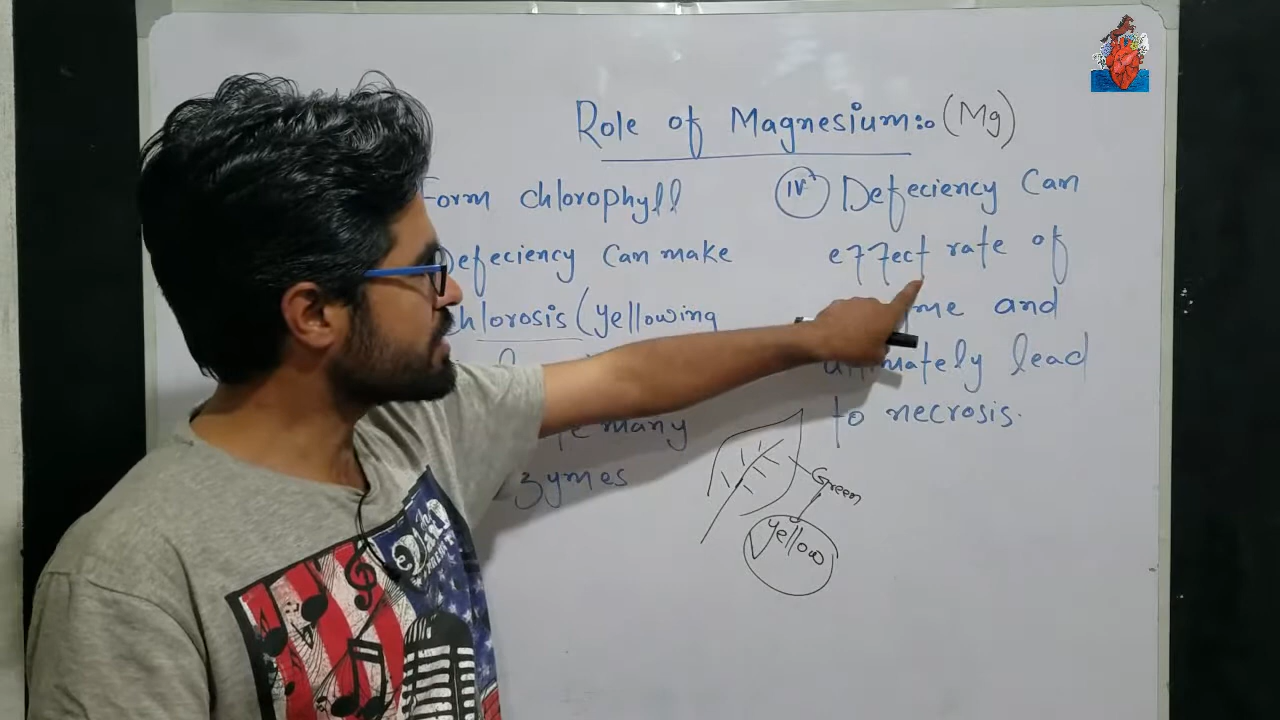 Role of Magnesium:o (Mg)
Form chlorophyll
Defeciency Can make
chlorosis (yellowing
many
zymes
IV Defeciency Can
effect rate of
and
ultimately lead
to necrosis.
Green
Yellow